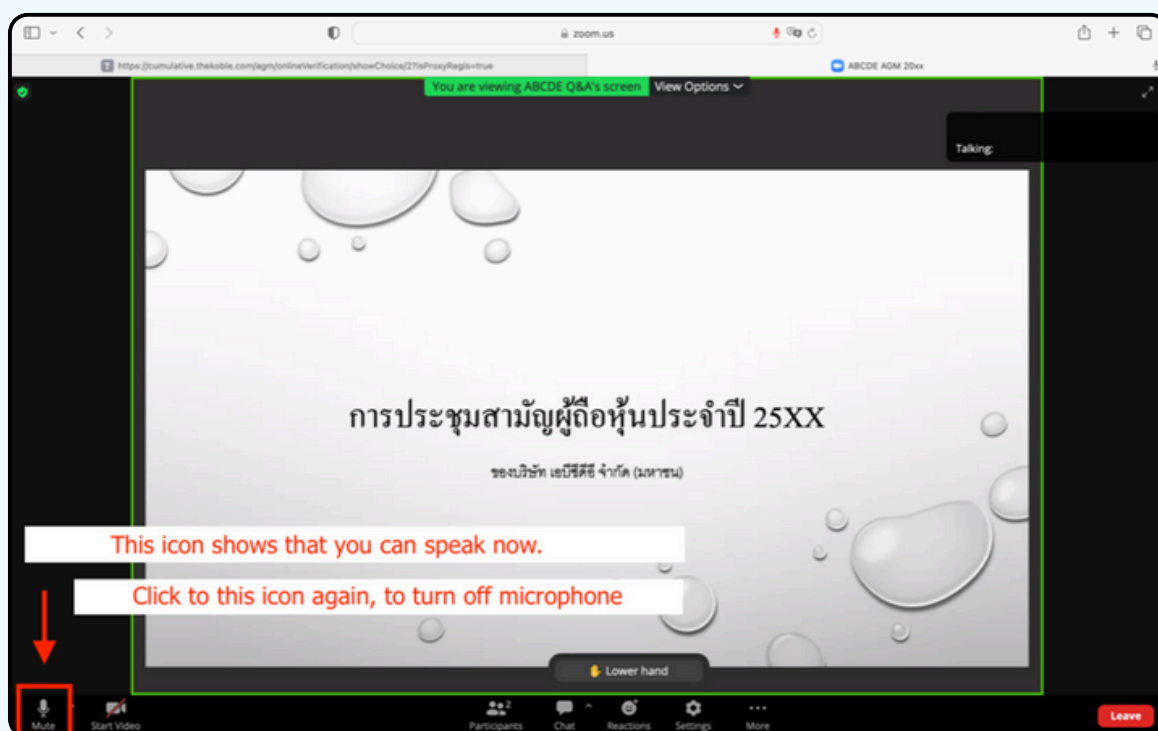 zoom.us
https://cumulative.thekoble.com/agm/onlineVerification/showChoice/2?isProxyRegis=true
ABCDE AGM 20xx
You are viewing ABCDE Q&A's screen View Options
Talking:
การประชุมสามัญผู้ถือหุ้นประจำปี 25XX
ของบริษัท เอบีซีดีอี จำกัด (มหาชน)
This icon shows that you can speak now.
Click to this icon again, to turn off microphone
Lower hand
Mute Start Video Participants 2 Chat Reactions Settings More Leave